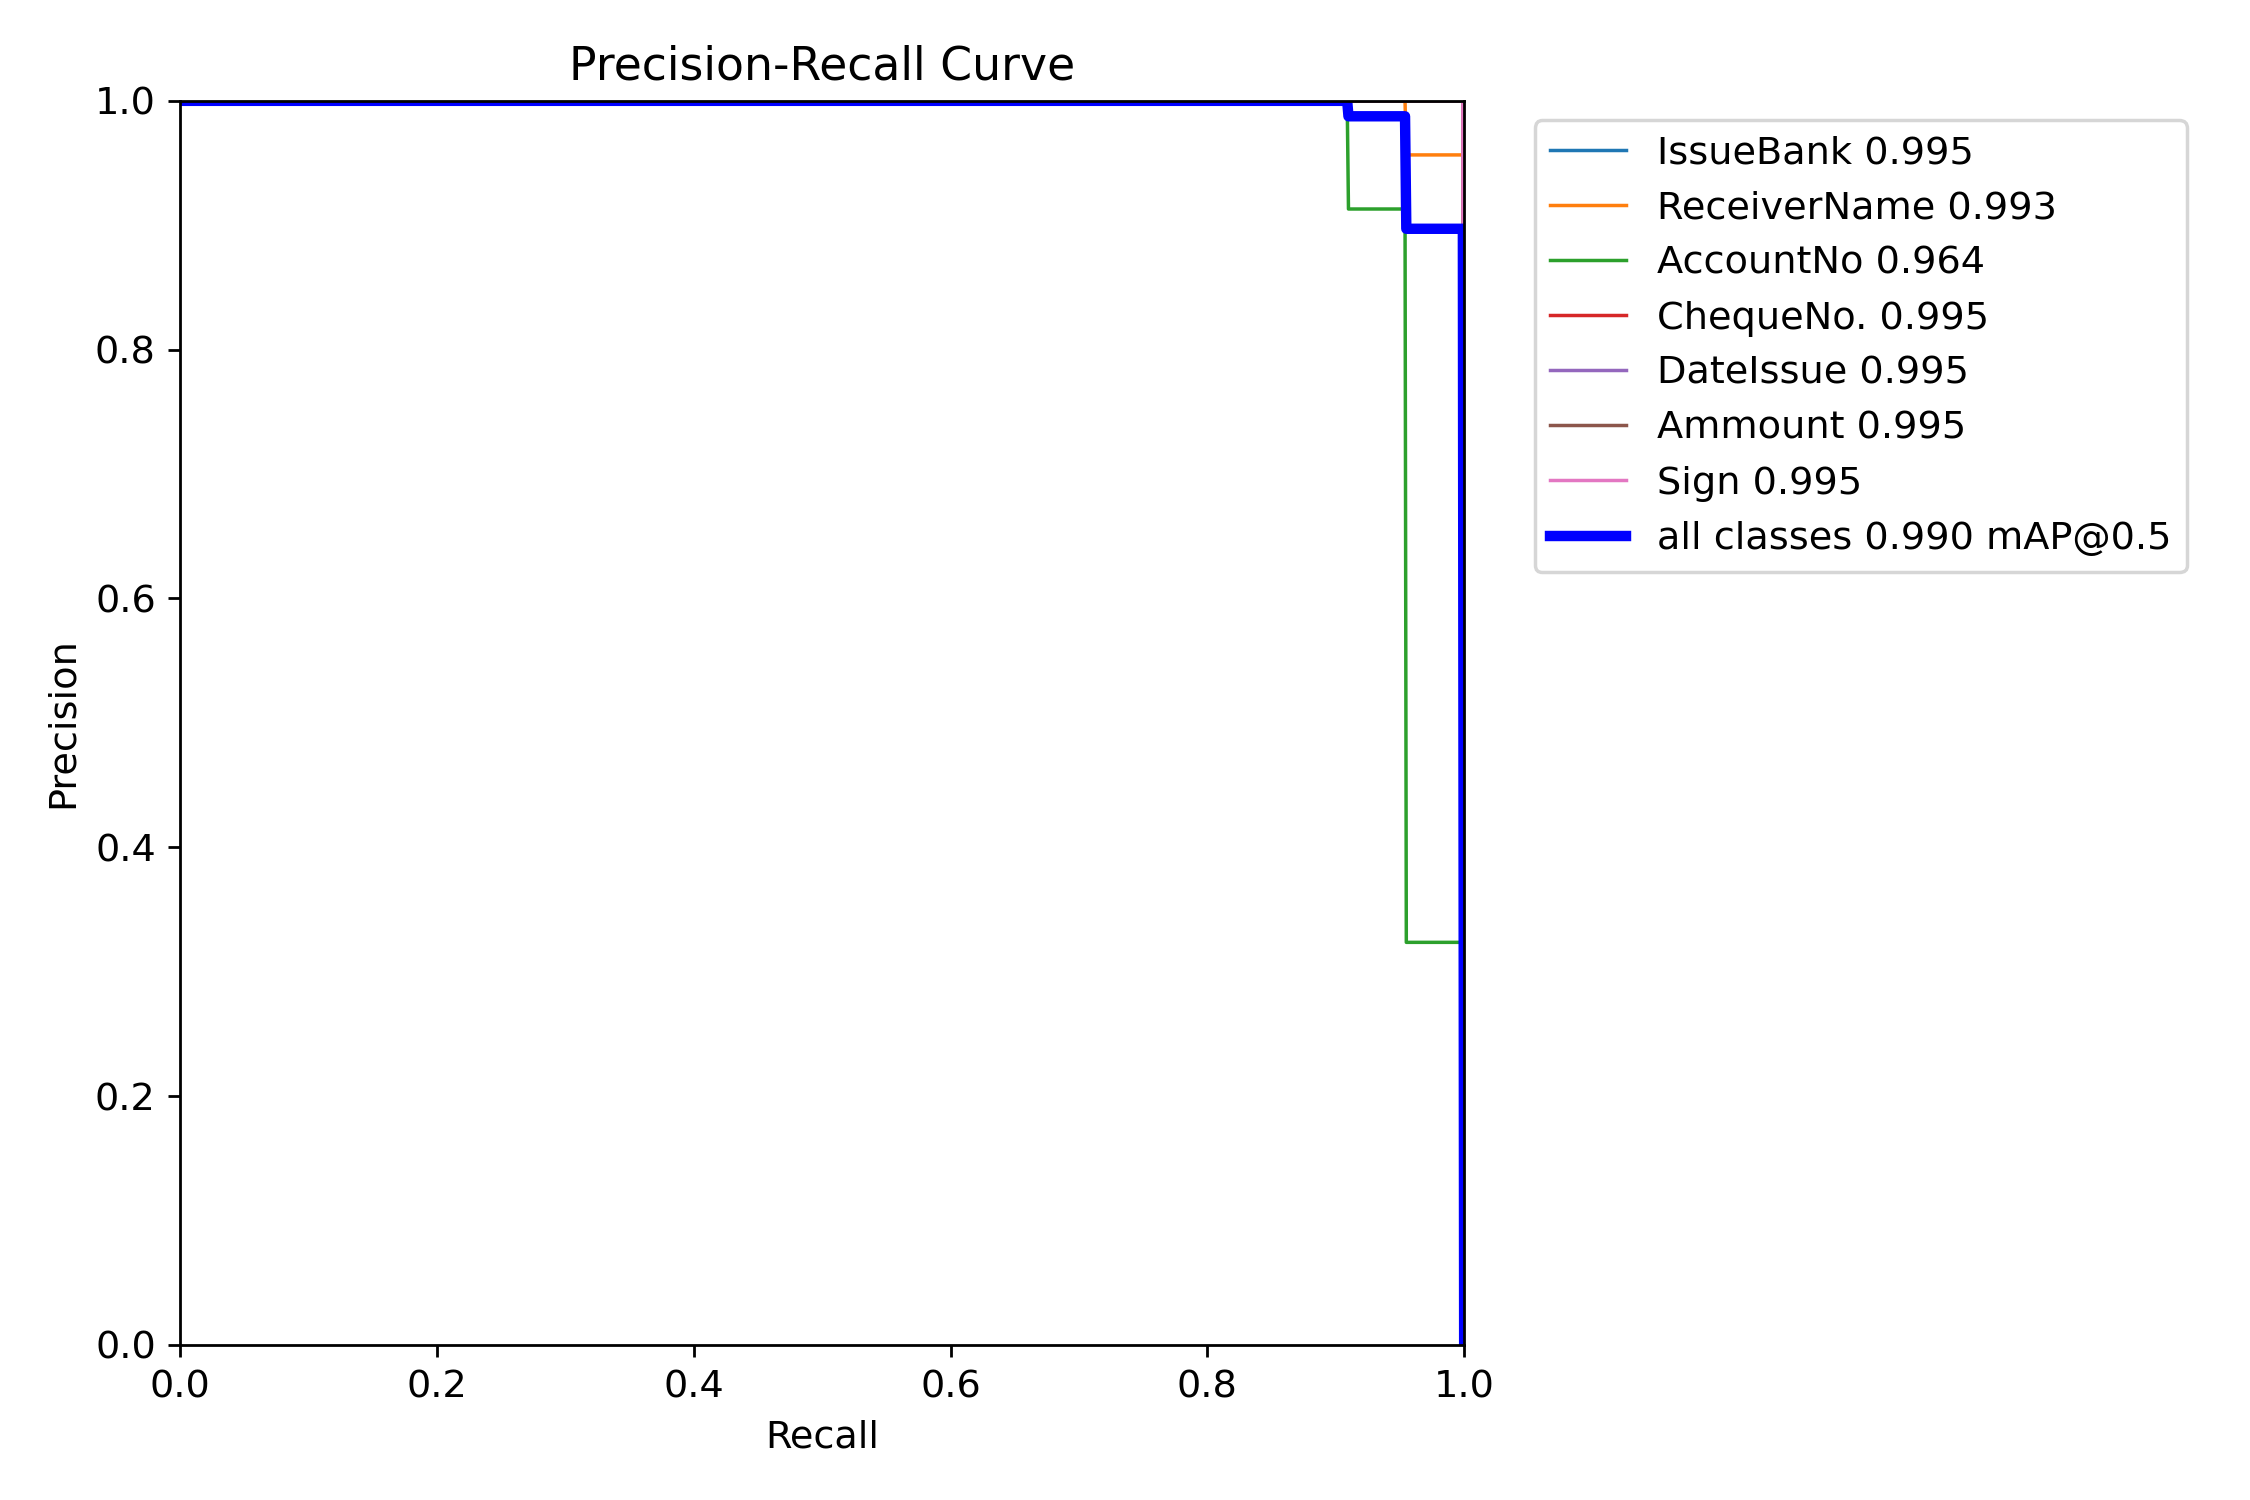 Precision-Recall Curve
1.0
0.8
0.6
0.4
0.2
0.0
Precision
0.0 0.2 0.4 0.6 0.8 1.0
Recall
IssueBank 0.995
ReceiverName 0.993
AccountNo 0.964
ChequeNo. 0.995
DateIssue 0.995
Ammount 0.995
Sign 0.995
all classes 0.990 mAP@0.5